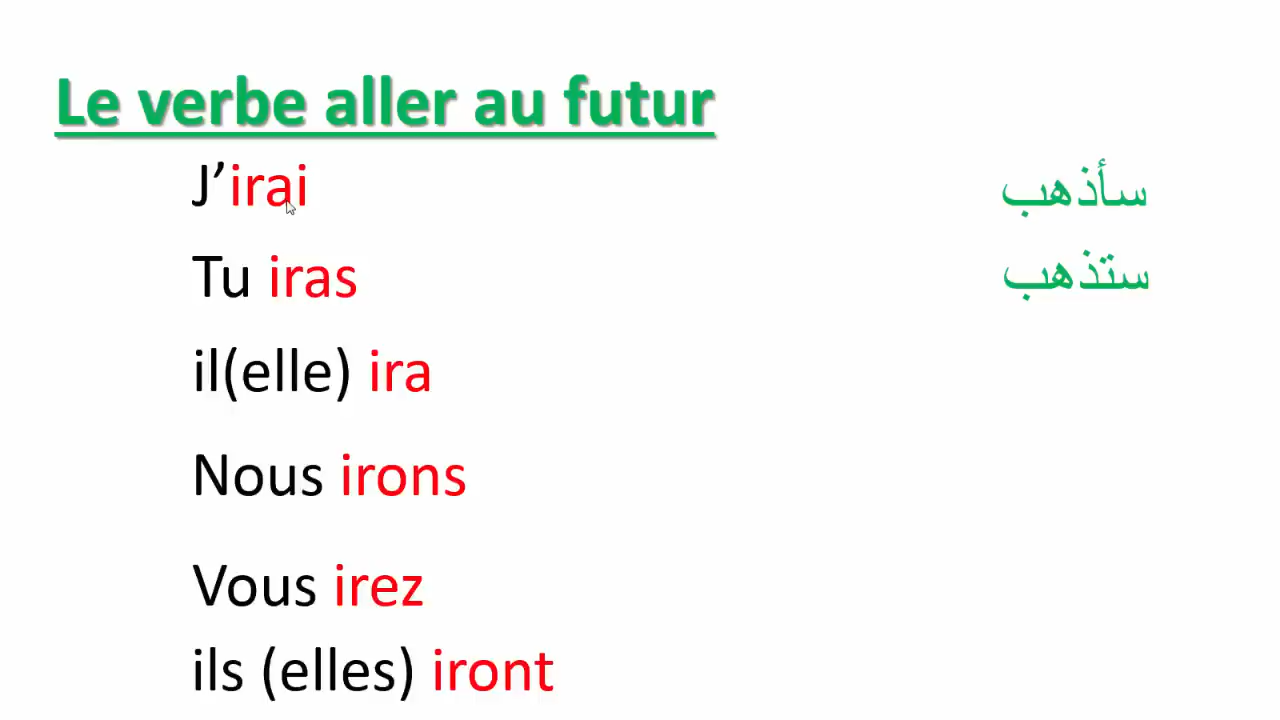 Le verbe aller au futur
J’irai سأذهب
Tu iras ستذهب
il(elle) ira
Nous irons
Vous irez
ils (elles) iront